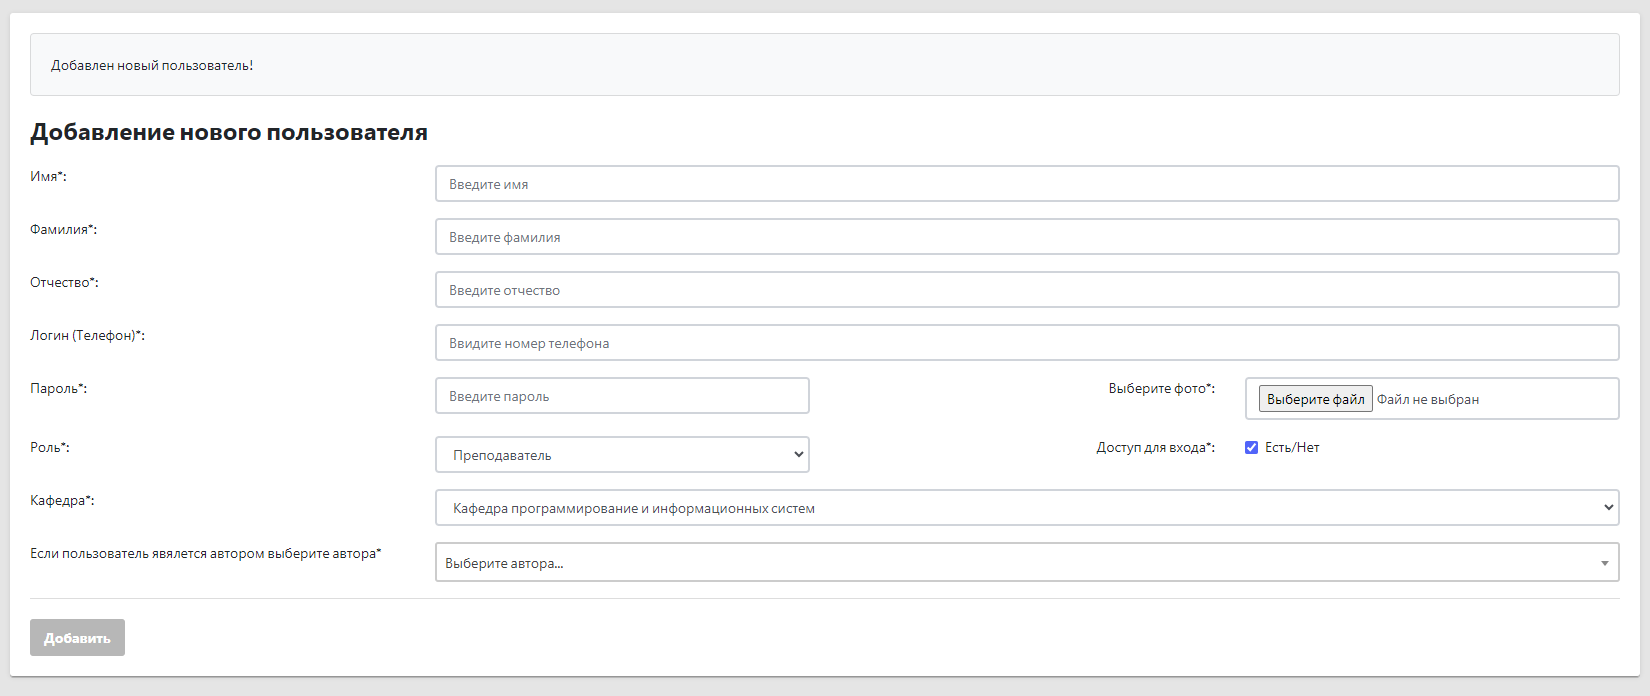 Добавлен новый пользователь!
Добавление нового пользователя
Имя*:
Введите имя
Фамилия*:
Введите фамилия
Отчество*:
Введите отчество
Логин (Телефон)*:
Ввидите номер телефона
Пароль*:
Введите пароль
Выберите фото*:
Выберите файл Файл не выбран
Роль*:
Преподаватель
Доступ для входа*:
Есть/Нет
Кафедра*:
Кафедра программирование и информационных систем
Если пользователь явялется автором выберите автора*
Выберите автора...
Добавить